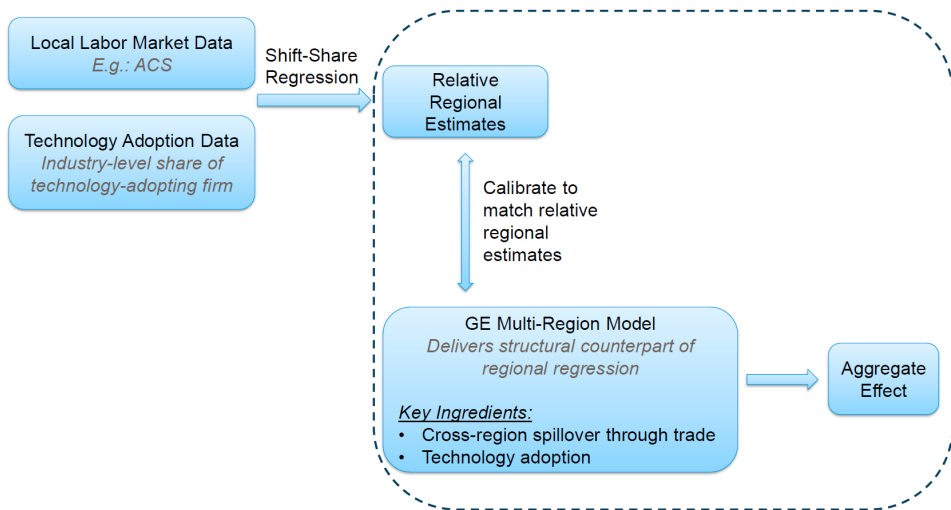 Local Labor Market Data
E.g.: ACS
Technology Adoption Data
Industry-level share of
technology-adopting firm
Shift-Share
Regression
Relative
Regional
Estimates
Calibrate to
match relative
regional
estimates
GE Multi-Region Model
Delivers structural counterpart of
regional regression
Key Ingredients:
• Cross-region spillover through trade
• Technology adoption
Aggregate
Effect